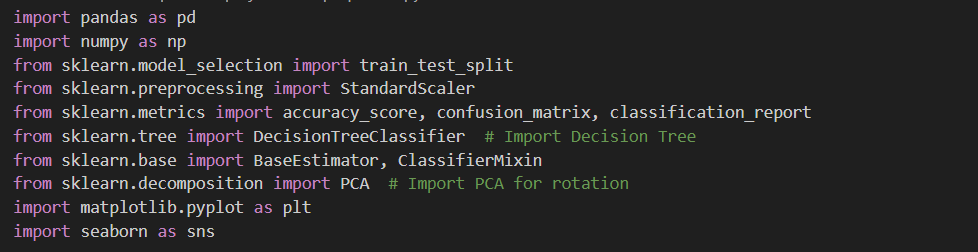 import pandas as pd
import numpy as np
from sklearn.model_selection import train_test_split
from sklearn.preprocessing import StandardScaler
from sklearn.metrics import accuracy_score, confusion_matrix, classification_report
from sklearn.tree import DecisionTreeClassifier  # Import Decision Tree
from sklearn.base import BaseEstimator, ClassifierMixin
from sklearn.decomposition import PCA  # Import PCA for rotation
import matplotlib.pyplot as plt
import seaborn as sns